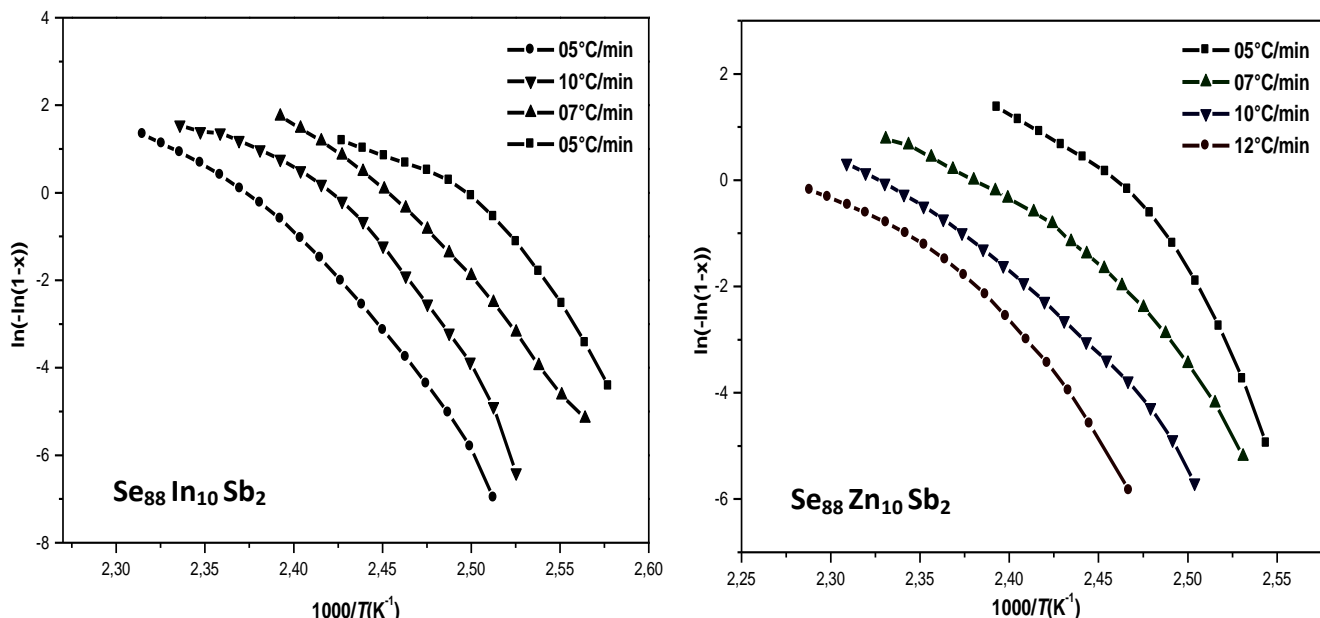 4
2
0
-2
-4
-6
-8
ln(-ln(1-x))
05°C/min
10°C/min
07°C/min
05°C/min
Se88 In10 Sb2
2,30
2,35
2,40
2,45
2,50
2,55
2,60
1000/T(K-1)
2
0
-2
-4
-6
ln(-ln(1-x))
05°C/min
07°C/min
10°C/min
12°C/min
Se88 Zn10 Sb2
2,25
2,30
2,35
2,40
2,45
2,50
2,55
1000/T(K-1)